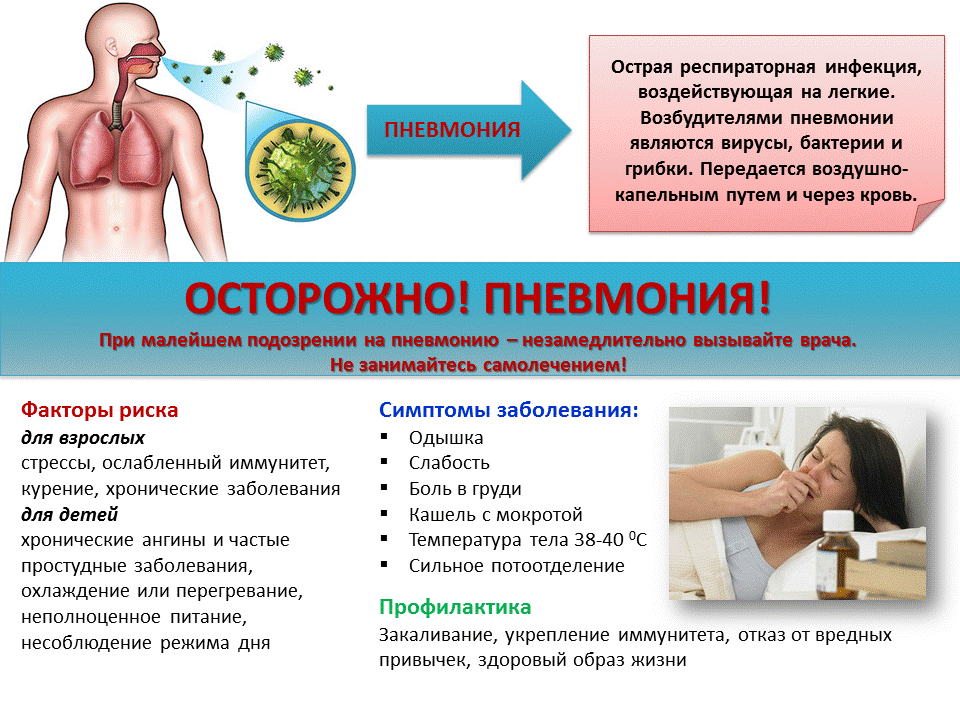 ПНЕВМОНИЯ
Острая респираторная инфекция,
воздействующая на легкие.
Возбудителями пневмонии
являются вирусы, бактерии и
грибки. Передается воздушно-
капельным путем и через кровь.
ОСТОРОЖНО! ПНЕВМОНИЯ!
При малейшем подозрении на пневмонию – незамедлительно вызывайте врача.
Не занимайтесь самолечением!
Факторы риска
для взрослых
стрессы, ослабленный иммунитет,
курение, хронические заболевания
для детей
хронические ангины и частые
простудные заболевания,
охлаждение или перегревание,
неполноценное питание,
несоблюдение режима дня
Симптомы заболевания:
▪ Одышка
▪ Слабость
▪ Боль в груди
▪ Кашель с мокротой
▪ Температура тела 38-40 ⁰С
▪ Сильное потоотделение
Профилактика
Закаливание, укрепление иммунитета, отказ от вредных
привычек, здоровый образ жизни